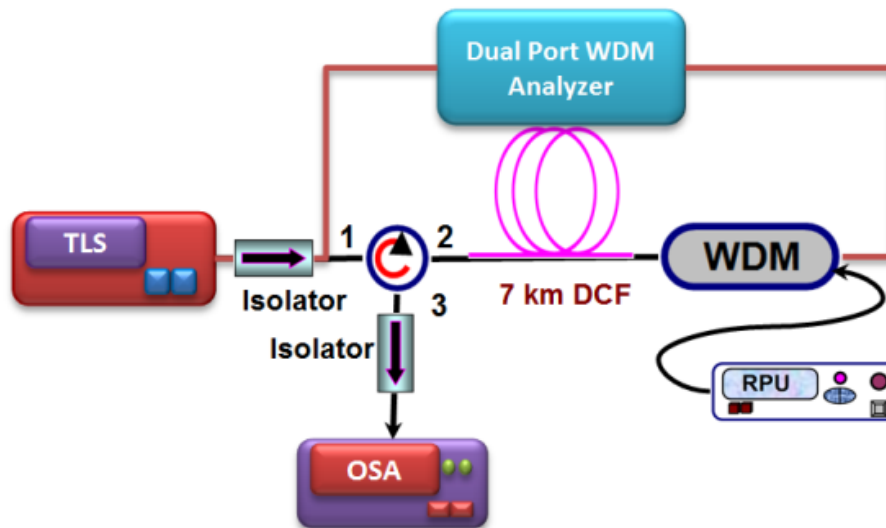 Dual Port WDM
Analyzer
TLS
1
2
WDM
Isolator
3
7 km DCF
Isolator
RPU
OSA